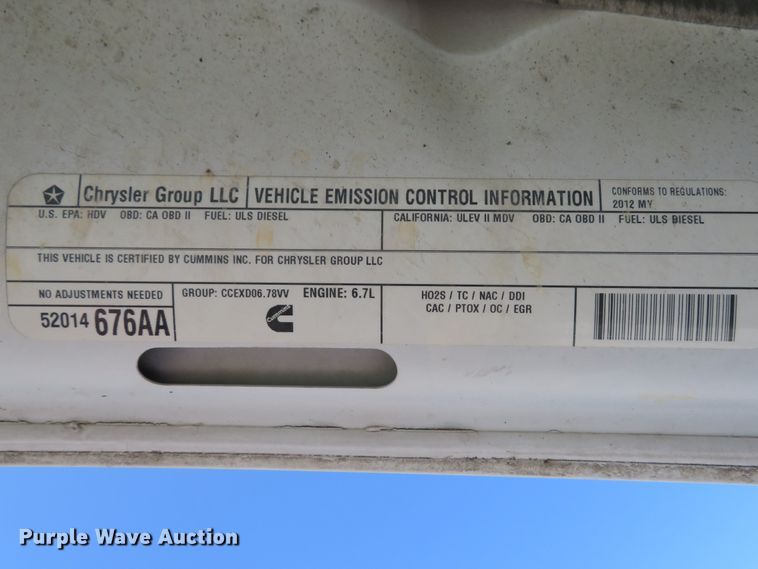 Chrysler Group LLC VEHICLE EMISSION CONTROL INFORMATION CONFORMS TO REGULATIONS:
2012 MY
U.S. EPA: HDV OBD: CA OBD II FUEL: ULS DIESEL CALIFORNIA: ULEV II MDV OBD: CA OBD II FUEL: ULS DIESEL
THIS VEHICLE IS CERTIFIED BY CUMMINS INC. FOR CHRYSLER GROUP LLC
NO ADJUSTMENTS NEEDED GROUP: CCEXD06.78VV ENGINE: 6.7L HO2S / TC / NAC / DDI
CAC / PTOX / OC / EGR
52014 676AA Cummins
Purple Wave Auction